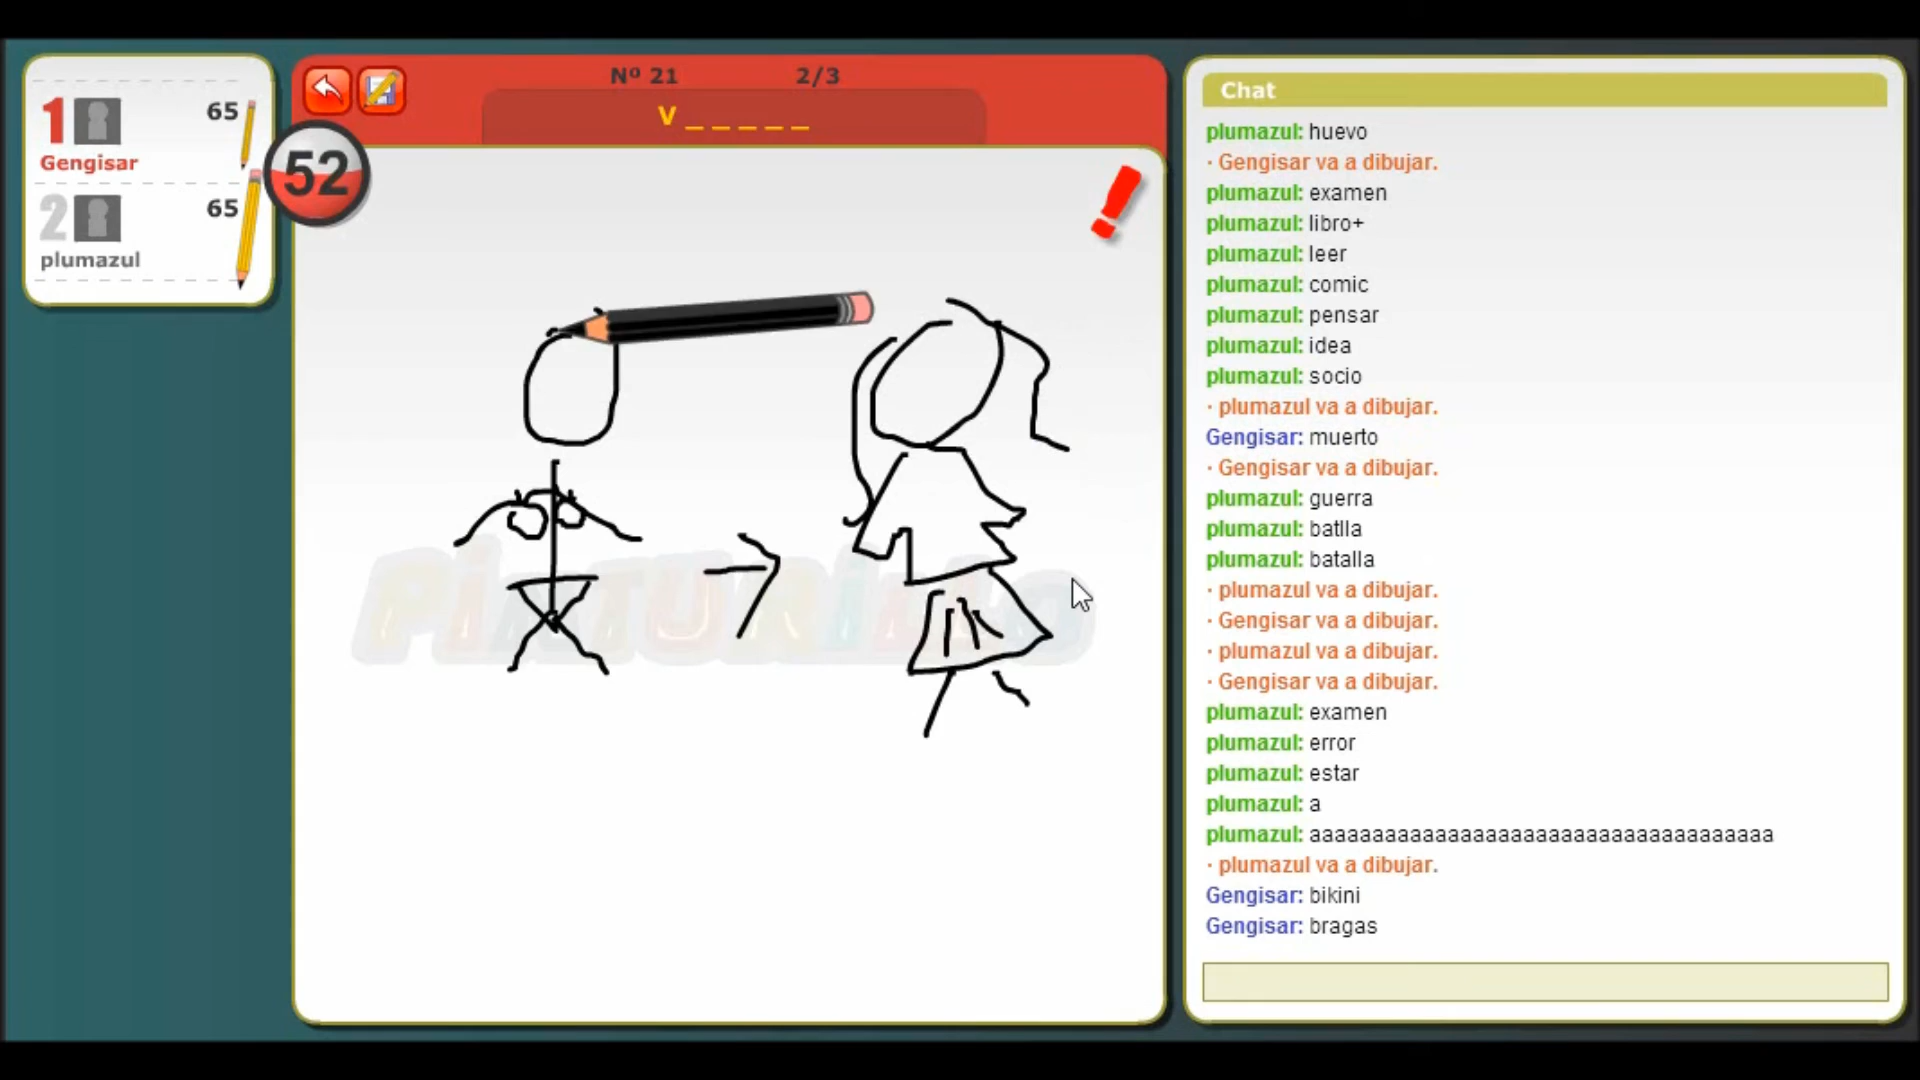 1
65
Gengisar
2
65
plumazul
52
Nº 21 2/3
V _ _ _ _ _
PINTURILLO
Chat
plumazul: huevo
· Gengisar va a dibujar.
plumazul: examen
plumazul: libro+
plumazul: leer
plumazul: comic
plumazul: pensar
plumazul: idea
plumazul: socio
· plumazul va a dibujar.
Gengisar: muerto
· Gengisar va a dibujar.
plumazul: guerra
plumazul: batlla
plumazul: batalla
· plumazul va a dibujar.
· Gengisar va a dibujar.
· plumazul va a dibujar.
· Gengisar va a dibujar.
plumazul: examen
plumazul: error
plumazul: estar
plumazul: a
plumazul: aaaaaaaaaaaaaaaaaaaaaaaaaaaaaaaaaaaaa
· plumazul va a dibujar.
Gengisar: bikini
Gengisar: bragas